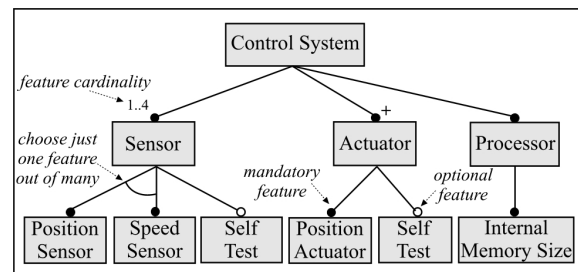 Control System
feature cardinality
1..4
+
Sensor
Actuator
Processor
choose just
one feature
out of many
mandatory
feature
optional
feature
Position
Sensor
Speed
Sensor
Self
Test
Position
Actuator
Self
Test
Internal
Memory Size